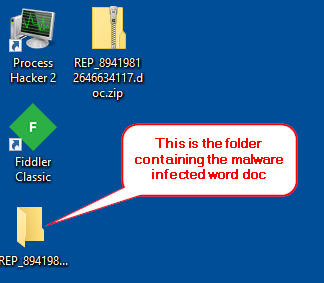 Process
Hacker 2
REP_8941981
2646634117.d
oc.zip
F
Fiddler
Classic
This is the folder
containing the malware
infected word doc
REP_894198...